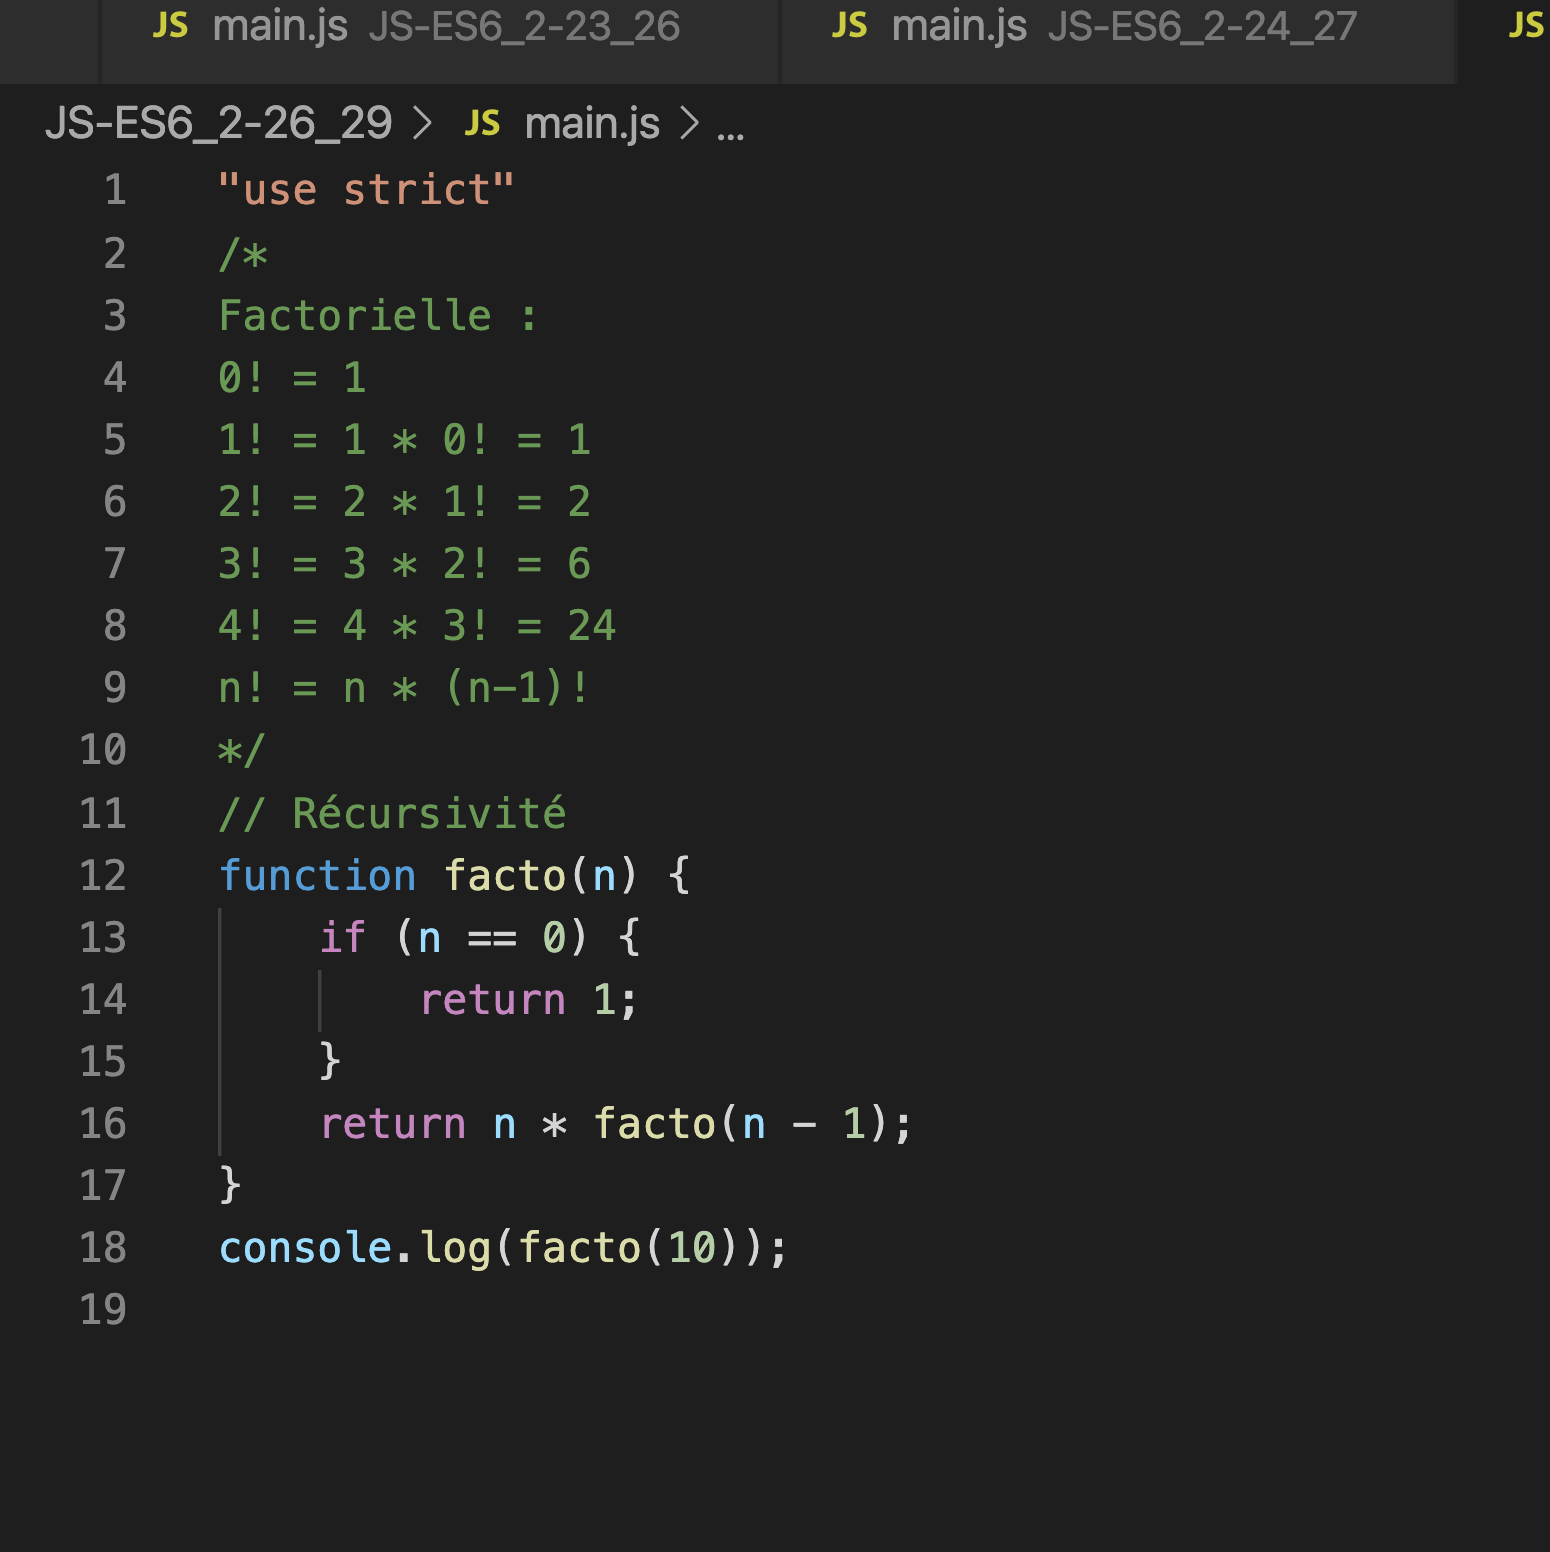 JS main.js JS-ES6_2-23_26 JS main.js JS-ES6_2-24_27 JS
JS-ES6_2-26_29 > JS main.js > ...
1 "use strict"
2 /*
3 Factorielle :
4 0! = 1
5 1! = 1 * 0! = 1
6 2! = 2 * 1! = 2
7 3! = 3 * 2! = 6
8 4! = 4 * 3! = 24
9 n! = n * (n-1)!
10 */
11 // Récursivité
12 function facto(n) {
13     if (n == 0) {
14         return 1;
15     }
16     return n * facto(n - 1);
17 }
18 console.log(facto(10));
19